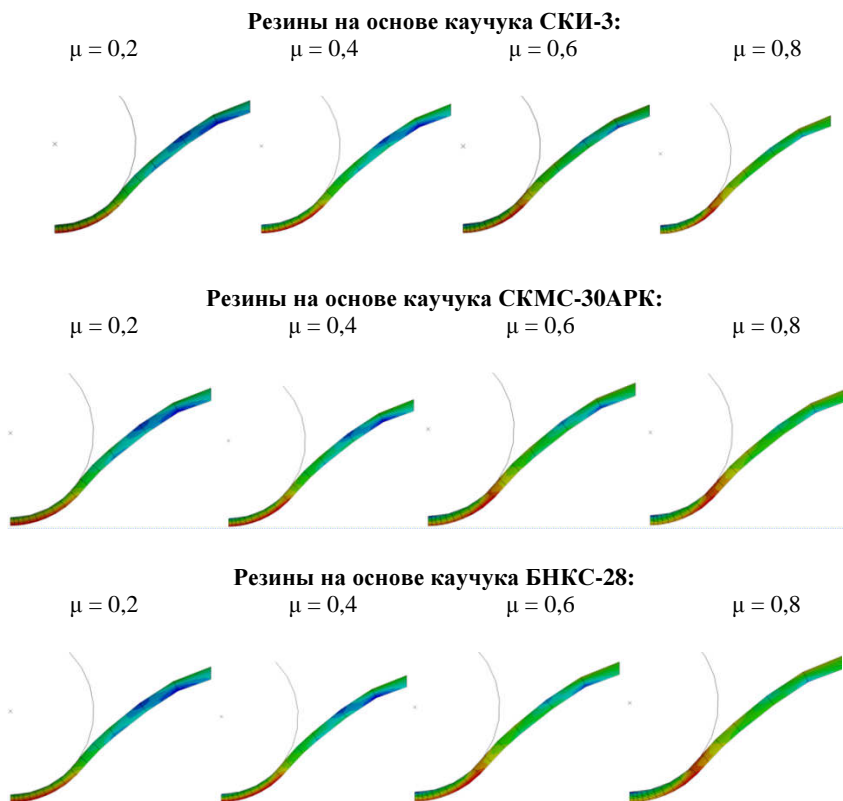 Резины на основе каучука СКИ-3:
μ = 0,2 μ = 0,4 μ = 0,6 μ = 0,8
Резины на основе каучука СКМС-30АРК:
μ = 0,2 μ = 0,4 μ = 0,6 μ = 0,8
Резины на основе каучука БНКС-28:
μ = 0,2 μ = 0,4 μ = 0,6 μ = 0,8